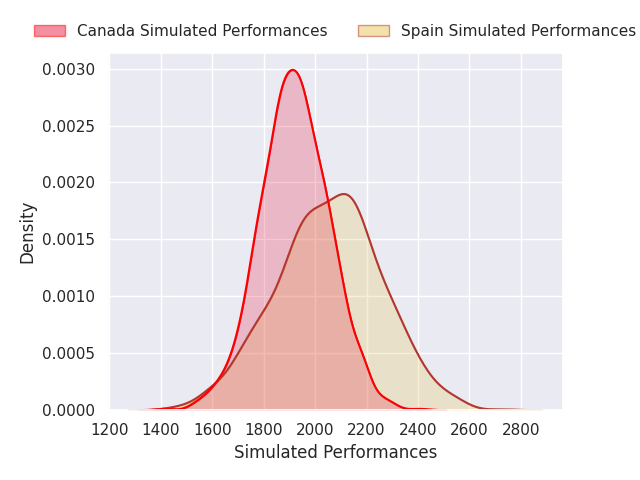 Canada Simulated Performances Spain Simulated Performances
0.0030
0.0025
0.0020
0.0015
0.0010
0.0005
0.0000
Density
1200 1400 1600 1800 2000 2200 2400 2600 2800
Simulated Performances